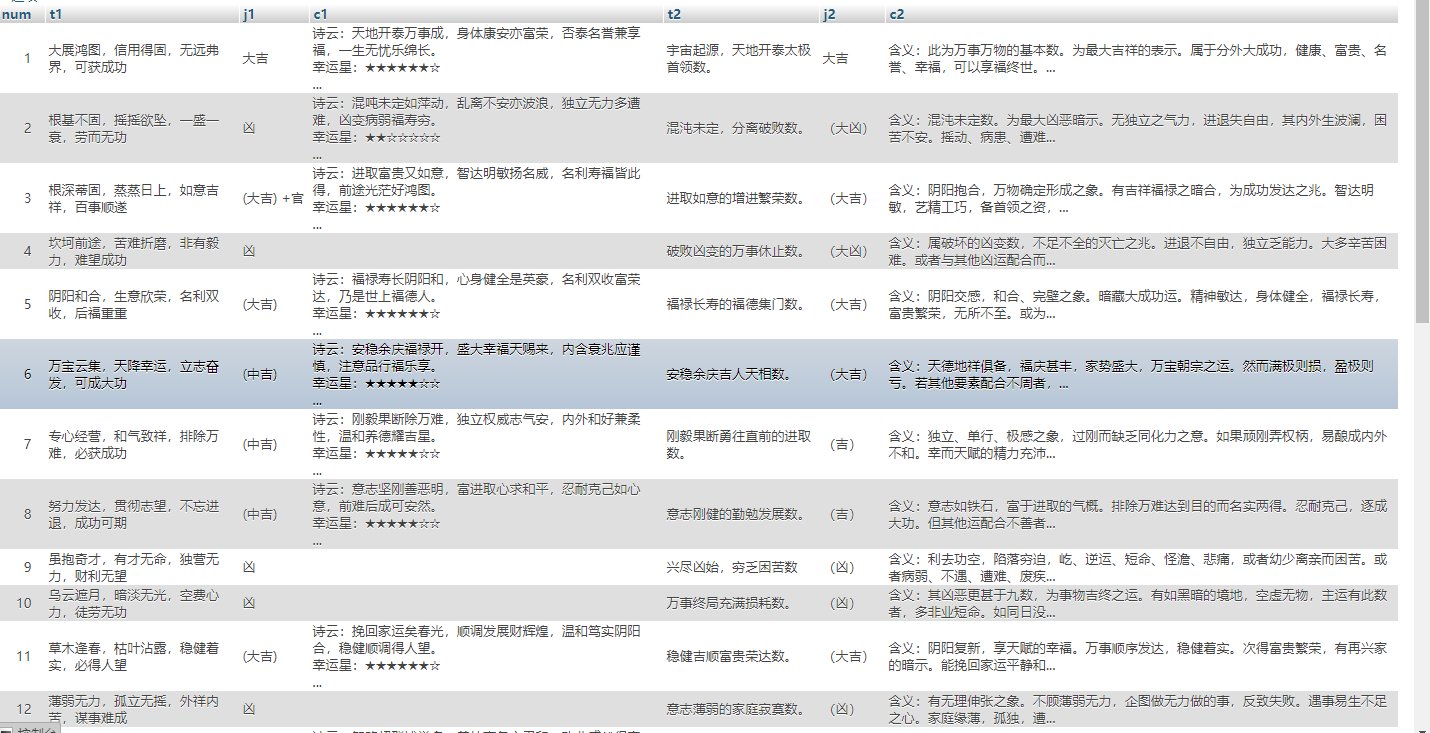 num t1 j1 c1 t2 j2 c2
1
大展鸿图，信用得固，无远弗
界，可获成功
大吉
诗云：天地开泰万事成，身体康安亦富荣，否泰名誉兼享
福，一生无忧乐绵长。
幸运星：★★★★★★☆
...
宇宙起源，天地开泰太极
首领数。
大吉
含义：此为万事万物的基本数。为最大吉祥的表示。属于分外大成功，健康、富贵、名
誉、幸福，可以享福终世。...
2
根基不固，摇摇欲坠，一盛一
衰，劳而无功
凶
诗云：混吨未定如萍动，乱离不安亦波浪，独立无力多遭
难，凶变病弱福寿穷。
幸运星：★★☆☆☆☆☆
...
混沌未定，分离破败数。
（大凶）
含义：混沌未定数。为最大凶恶暗示。无独立之气力，进退失自由，其内外生波澜，困
苦不安。摇动、病患、遭难...
3
根深蒂固，蒸蒸日上，如意吉
祥，百事顺遂
(大吉) +官
诗云：进取富贵又如意，智达明敏扬名威，名利寿福皆此
得，前途光茫好鸿图。
幸运星：★★★★★★☆
...
进取如意的增进繁荣数。
（大吉）
含义：阴阳抱合，万物确定形成之象。有吉祥福禄之暗合，为成功发达之兆。智达明
敏，艺精工巧，备首领之资，...
4
坎坷前途，苦难折磨，非有毅
力，难望成功
凶
破败凶变的万事休止数。
（大凶）
含义：属破坏的凶变数，不足不全的灭亡之兆。进退不自由，独立乏能力。大多辛苦困
难。或者与其他凶运配合而...
5
阴阳和合，生意欣荣，名利双
收，后福重重
(大吉)
诗云：福禄寿长阴阳和，心身健全是英豪，名利双收富荣
达，乃是世上福德人。
幸运星：★★★★★★☆
...
福禄长寿的福德集门数。
（大吉）
含义：阴阳交感，和合、完壁之象。暗藏大成功运。精神敏达，身体健全，福禄长寿，
富贵繁荣，无所不至。或为...
6
万宝云集，天降幸运，立志奋
发，可成大功
(中吉)
诗云：安稳余庆福禄开，盛大幸福天赐来，内含衰兆应谨
慎，注意品行福乐享。
幸运星：★★★★★☆☆
...
安稳余庆吉人天相数。
（大吉）
含义：天德地祥俱备，福庆甚丰，家势盛大，万宝朝宗之运。然而满极则损，盈极则
亏。若其他要素配合不周者，...
7
专心经营，和气致祥，排除万
难，必获成功
(中吉)
诗云：刚毅果断除万难，独立权威志气安，内外和好兼柔
性，温和养德耀吉星。
幸运星：★★★★★☆☆
...
刚毅果断勇往直前的进取
数。
（吉）
含义：独立、单行、极感之象，过刚而缺乏同化力之意。如果顽刚弄权柄，易酿成内外
不和。幸而天赋的精力充沛...
8
努力发达，贯彻志望，不忘进
退，成功可期
(中吉)
诗云：意志坚刚善恶明，富进取心求和平，忍耐克己如心
意，前难后成可安然。
幸运星：★★★★★☆☆
...
意志刚健的勤勉发展数。
（吉）
含义：意志如铁石，富于进取的气概。排除万难达到目的而名实两得。忍耐克己，逐成
大功。但其他运配合不善者...
9
虽抱奇才，有才无命，独营无
力，财利无望
凶
兴尽凶始，穷乏困苦数
（凶）
含义：利去功空，陷落穷迫，屹、逆运、短命、怪澹、悲痛，或者幼少离亲而困苦。或
者病弱、不遇、遭难、废疾...
10
乌云遮月，暗淡无光，空费心
力，徒劳无功
凶
万事终局充满损耗数。
（凶）
含义：其凶恶更甚于九数，为事物吉终之运。有如黑暗的境地，空虚无物，主运有此数
者，多非业短命。如同日没...
11
草木逢春，枯叶沾露，稳健着
实，必得人望
(大吉)
诗云：挽回家运矣春光，顺调发展财辉煌，温和笃实阴阳
合，稳健顺调得人望。
幸运星：★★★★★★☆
...
稳健吉顺富贵荣达数。
（大吉）
含义：阴阳复新，享天赋的幸福。万事顺序发达，稳健着实。次得富贵繁荣，有再兴家
的暗示。能挽回家运平静和...
12
薄弱无力，孤立无摇，外祥内
苦，谋事难成
凶
意志薄弱的家庭寂寞数。
（凶）
含义：有无理伸张之象。不顾薄弱无力，企图做无力做的事，反致失败。遇事易生不足
之心。家庭缘薄，孤独，遭...